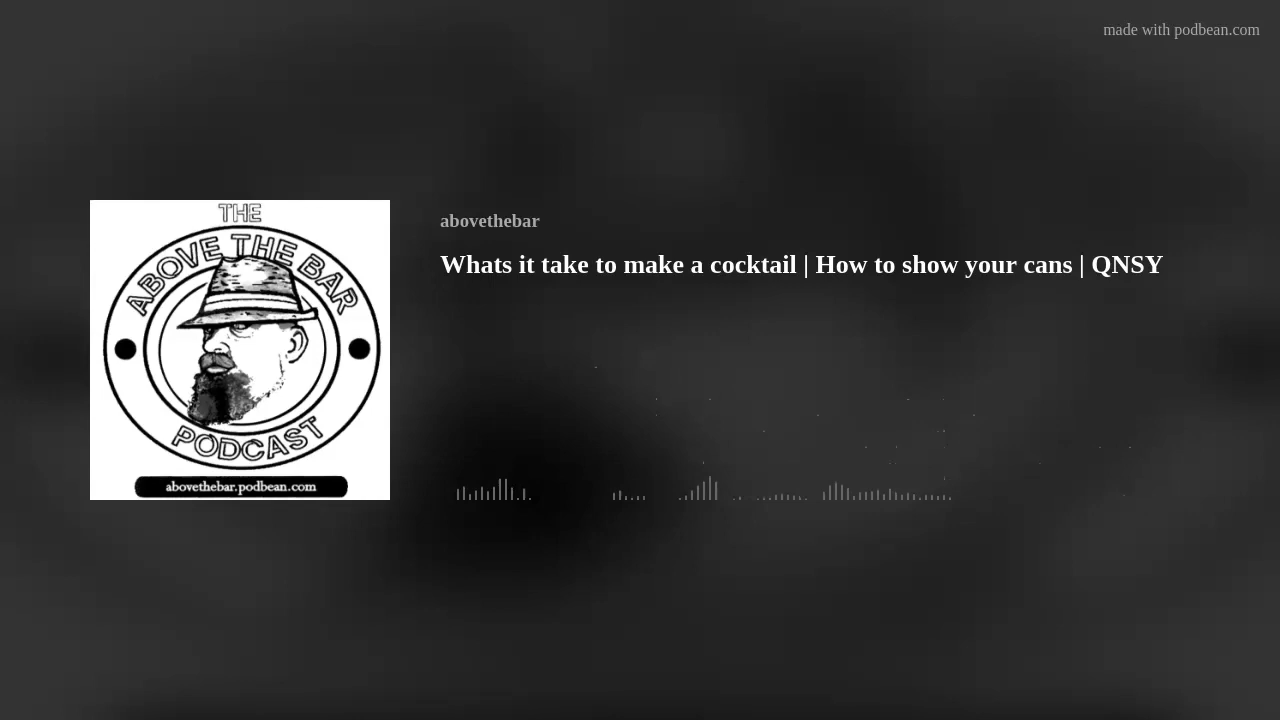 made with podbean.com
THE
ABOVE THE BAR
PODCAST
abovethebar.podbean.com
abovethebar
Whats it take to make a cocktail | How to show your cans | QNSY